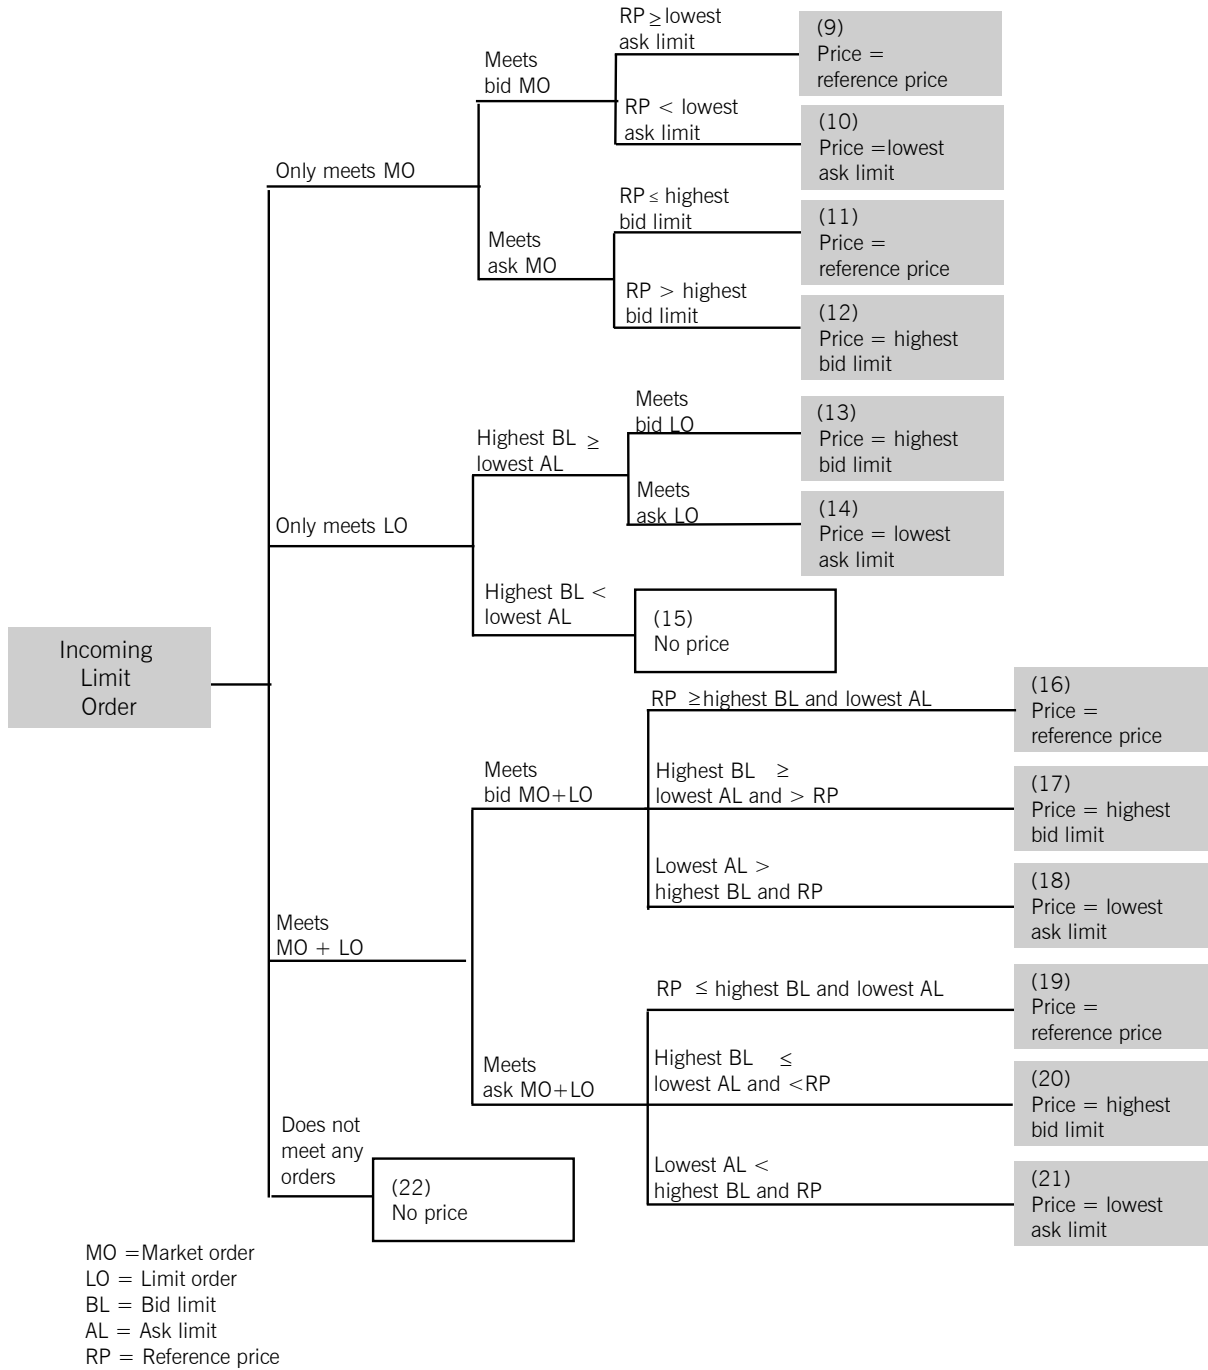 RP ≥ lowest
ask limit
(9)
Price =
reference price
Meets
bid MO
RP < lowest
ask limit
(10)
Price =lowest
ask limit
Only meets MO
RP ≤ highest
bid limit
(11)
Price =
reference price
Meets
ask MO
RP > highest
bid limit
(12)
Price = highest
bid limit
Meets
bid LO
(13)
Price = highest
bid limit
Highest BL ≥
lowest AL
Meets
ask LO
(14)
Price = lowest
ask limit
Only meets LO
Highest BL <
lowest AL
(15)
No price
Incoming
Limit
Order
RP ≥highest BL and lowest AL
(16)
Price =
reference price
Meets
bid MO+LO
Highest BL ≥
lowest AL and > RP
(17)
Price = highest
bid limit
Lowest AL >
highest BL and RP
(18)
Price = lowest
ask limit
Meets
MO + LO
RP ≤ highest BL and lowest AL
(19)
Price =
reference price
Meets
ask MO+LO
Highest BL ≤
lowest AL and <RP
(20)
Price = highest
bid limit
Lowest AL <
highest BL and RP
(21)
Price = lowest
ask limit
Does not
meet any
orders
(22)
No price
MO =Market order
LO = Limit order
BL = Bid limit
AL = Ask limit
RP = Reference price